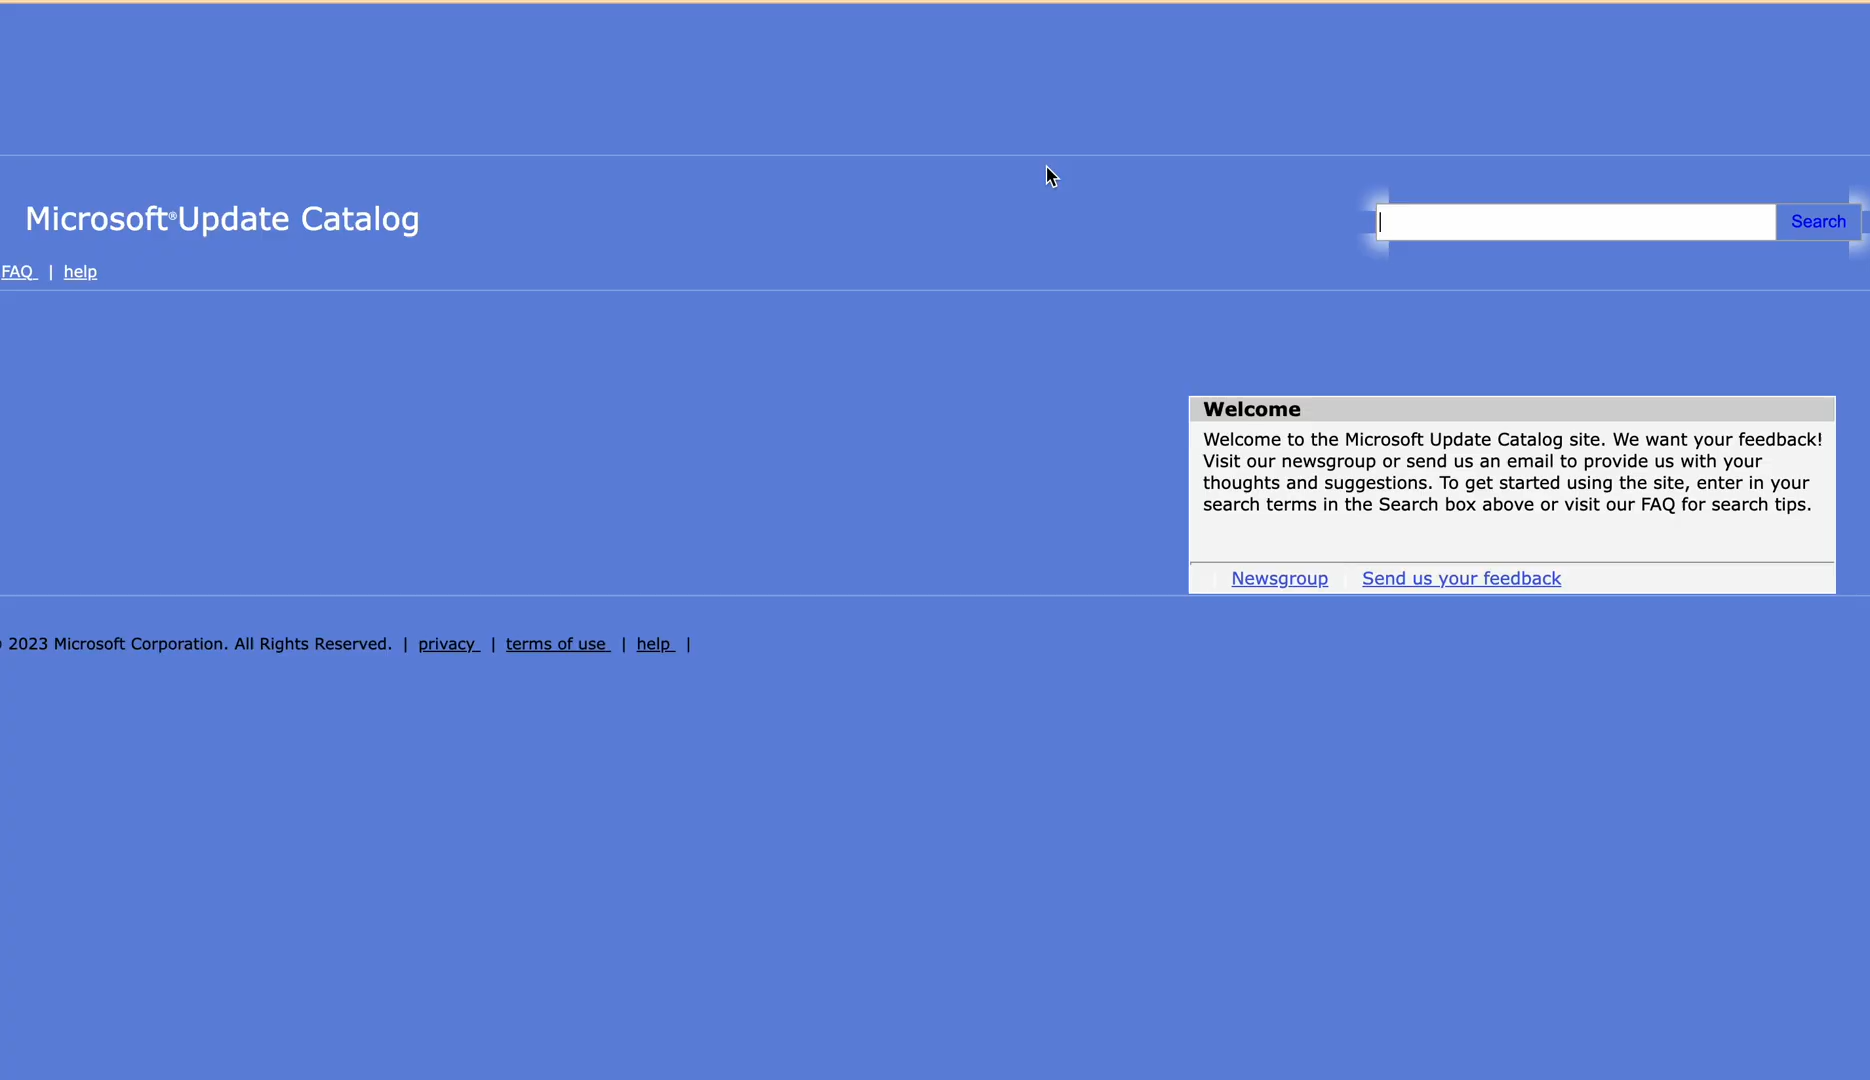 Microsoft®Update Catalog
Search
FAQ | help
Welcome
Welcome to the Microsoft Update Catalog site. We want your feedback!
Visit our newsgroup or send us an email to provide us with your
thoughts and suggestions. To get started using the site, enter in your
search terms in the Search box above or visit our FAQ for search tips.
Newsgroup | Send us your feedback
© 2023 Microsoft Corporation. All Rights Reserved. | privacy | terms of use | help |